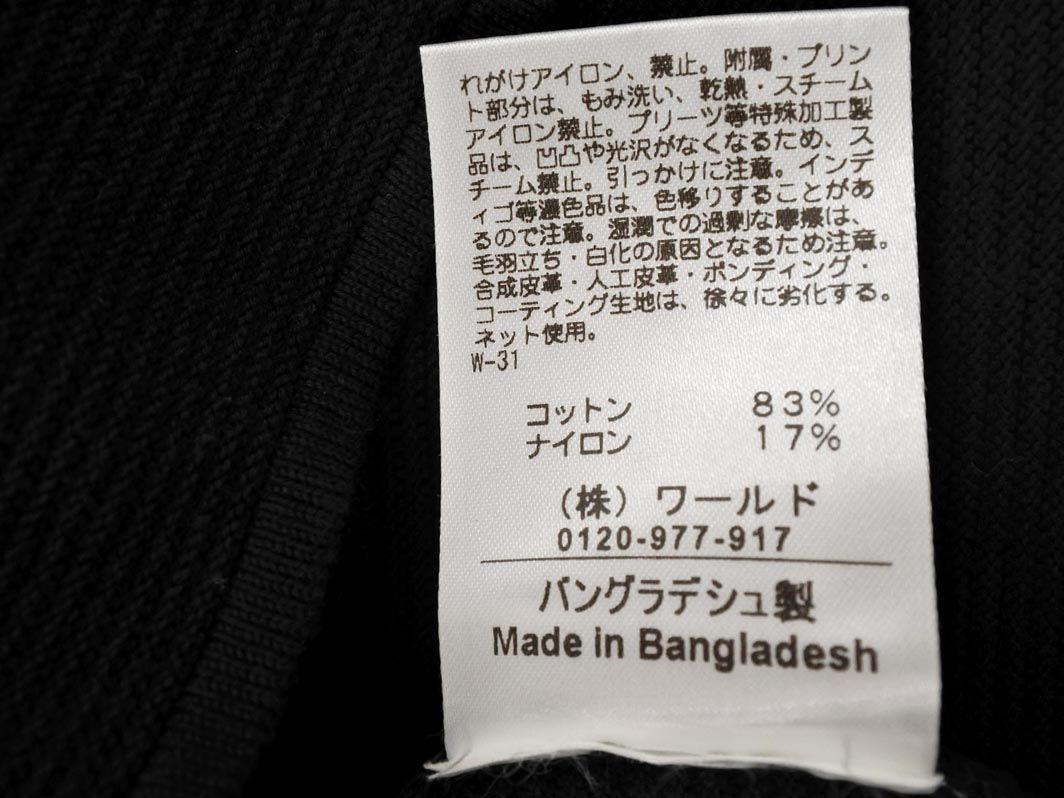 れがけアイロン、禁止。附属・プリン
ト部分は、もみ洗い、乾熱・スチーム
アイロン禁止。プリーツ等特殊加工製
品は、凹凸や光沢がなくなるため、ス
チーム禁止。引っかけに注意。インデ
ィゴ等濃色品は、色移りすることがあ
るので注意。湿潤での過剰な摩擦は、
毛羽立ち・白化の原因となるため注意。
合成皮革・人工皮革・ボンディング・
コーティング生地は、徐々に劣化する。
ネット使用。
W-31
コットン 83%
ナイロン 17%
(株) ワールド
0120-977-917
バングラデシュ製
Made in Bangladesh